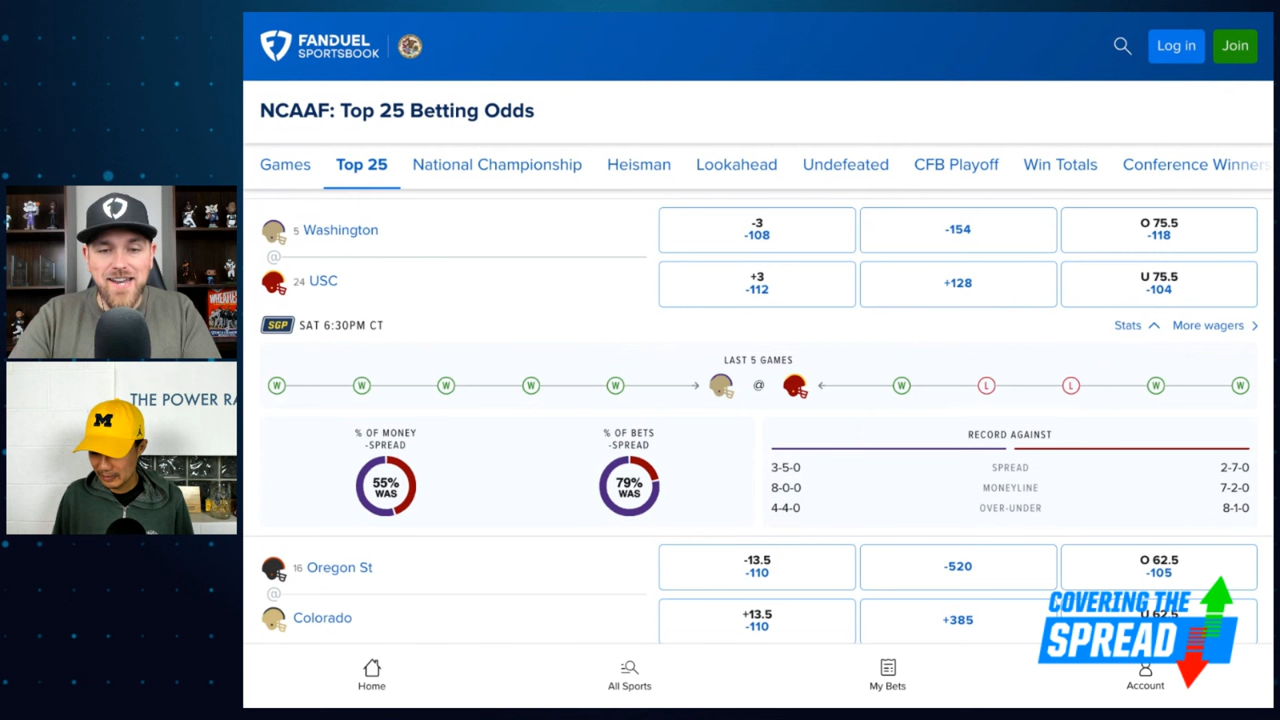 FANDUEL
SPORTSBOOK
Log in
Join
NCAAF: Top 25 Betting Odds
Games
Top 25
National Championship
Heisman
Lookahead
Undefeated
CFB Playoff
Win Totals
Conference Winners
5 Washington
-3
-108
-154
O 75.5
-118
@
24 USC
+3
-112
+128
U 75.5
-104
SGP
SAT 6:30PM CT
Stats
More wagers
LAST 5 GAMES
W W W W W @ W L L W W
% OF MONEY
-SPREAD
55%
WAS
% OF BETS
-SPREAD
79%
WAS
RECORD AGAINST
3-5-0 SPREAD 2-7-0
8-0-0 MONEYLINE 7-2-0
4-4-0 OVER-UNDER 8-1-0
16 Oregon St
-13.5
-110
-520
O 62.5
-105
@
Colorado
+13.5
-110
+385
U 62.5
COVERING THE
SPREAD
Home
All Sports
My Bets
Account
THE POWER RA
M